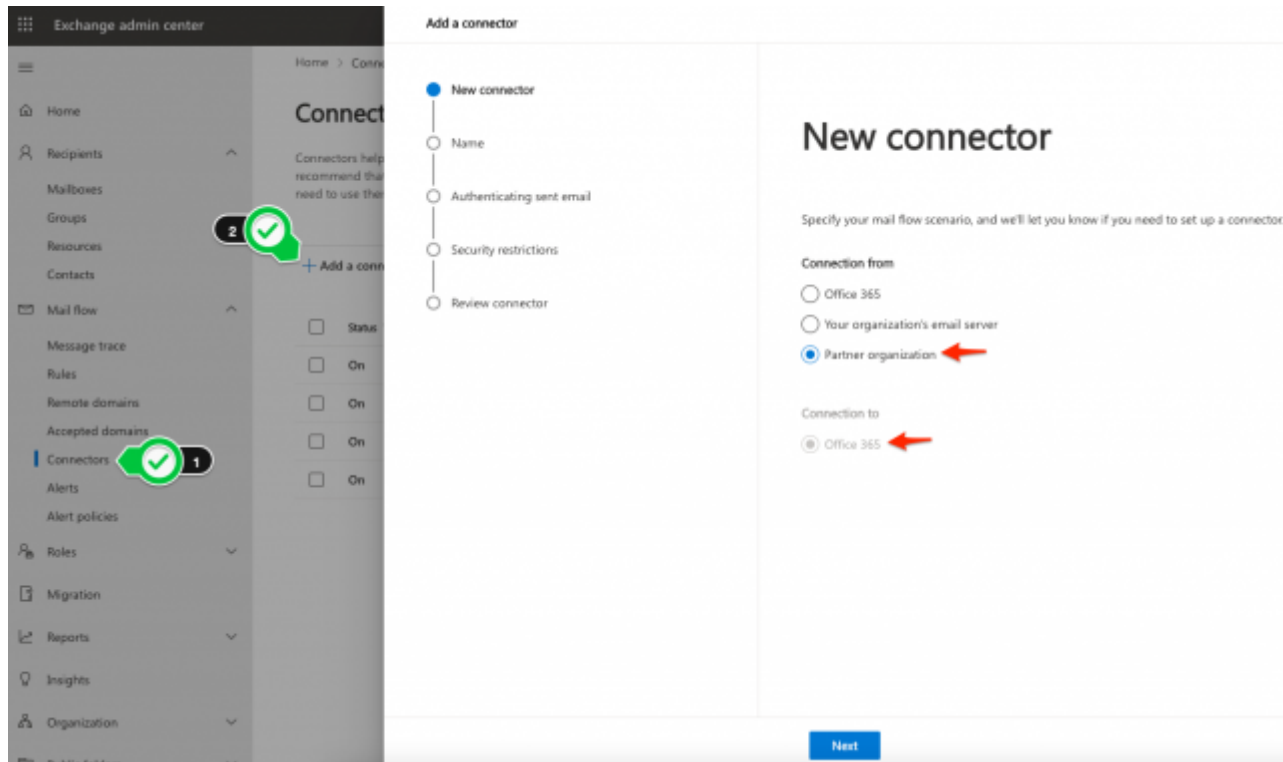 Exchange admin center
Home
Recipients
Mailboxes
Groups
Resources
Contacts
Mail flow
Message trace
Rules
Remote domains
Accepted domains
Connectors
1
Alerts
Alert policies
Roles
Migration
Reports
Insights
Organization
Home > Conne
Connect
Connectors help
recommend tha
need to use the
2
+ Add a conn
Status
On
On
On
On
Add a connector
New connector
Name
Authenticating sent email
Security restrictions
Review connector
New connector
Specify your mail flow scenario, and we'll let you know if you need to set up a connector.
Connection from
Office 365
Your organization's email server
Partner organization
Connection to
Office 365
Next